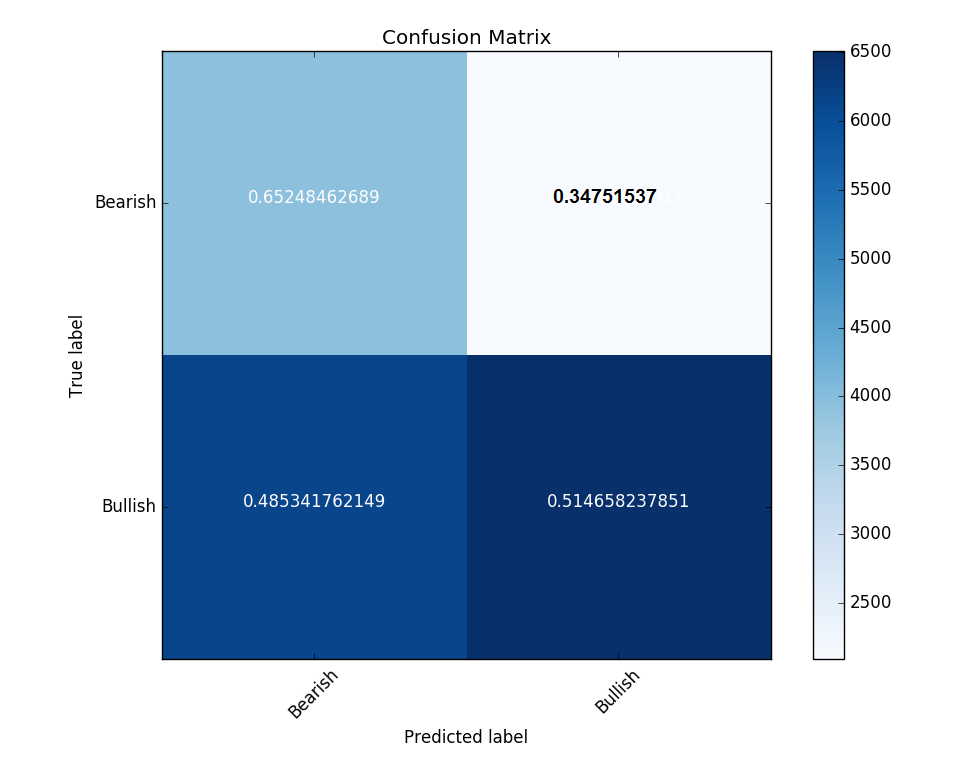 Confusion Matrix
Bearish
0.65248462689
0.34751537
True label
Bullish
0.485341762149
0.514658237851
Bearish
Bullish
Predicted label
6500
6000
5500
5000
4500
4000
3500
3000
2500